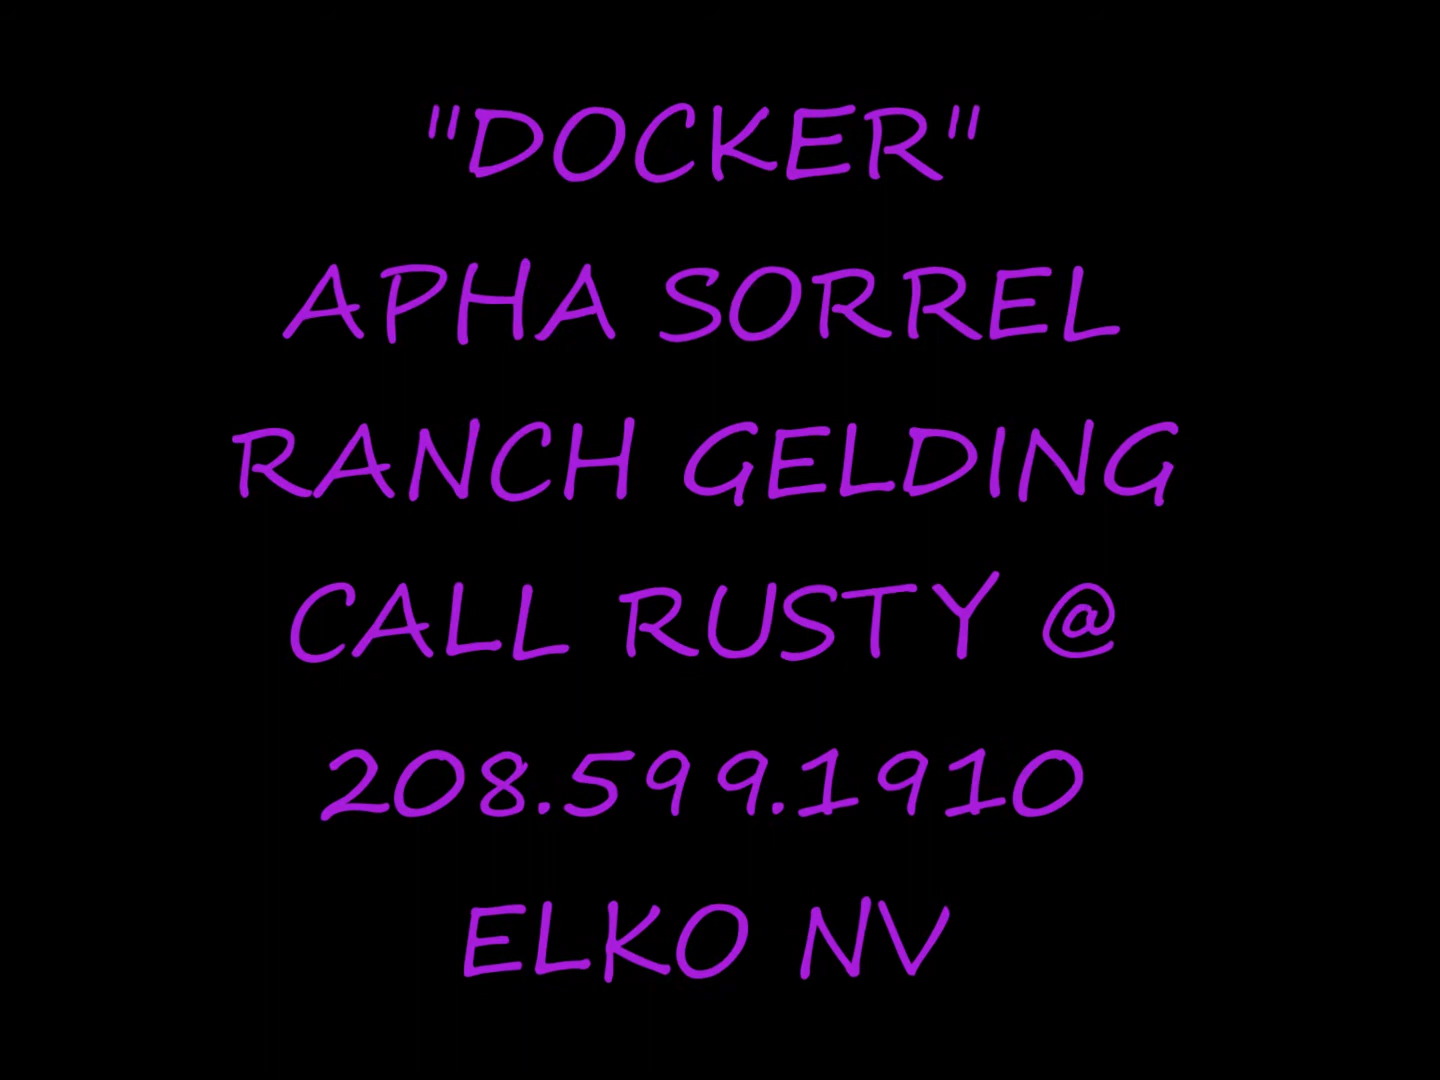 "DOCKER"
APHA SORREL
RANCH GELDING
CALL RUSTY @
208.599.1910
ELKO NV